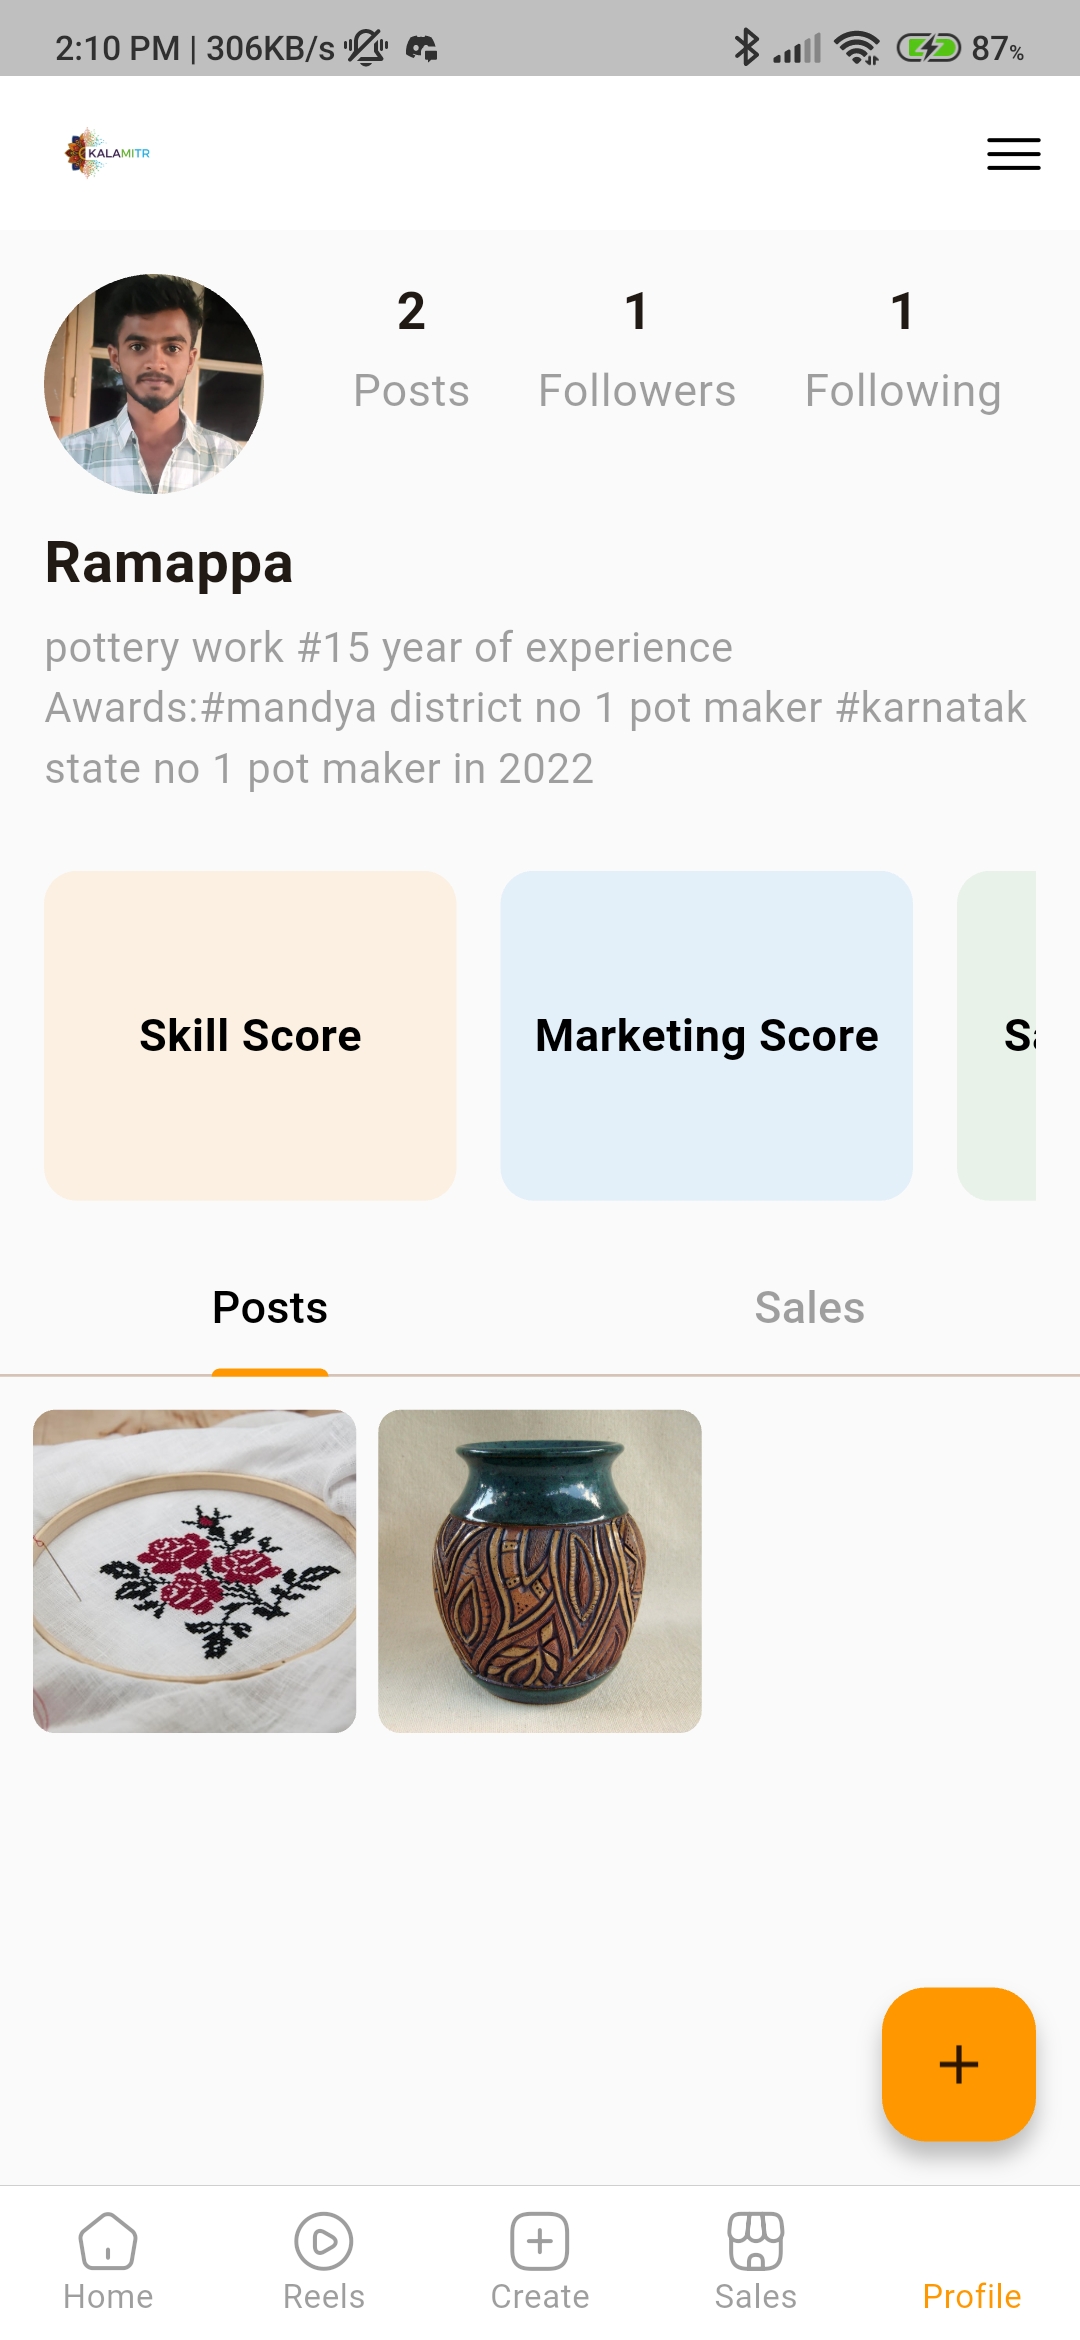 2:10 PM | 306KB/s 87%
KALAMITR
2 1 1
Posts Followers Following
Ramappa
pottery work #15 year of experience
Awards:#mandya district no 1 pot maker #karnatak
state no 1 pot maker in 2022
Skill Score Marketing Score
Posts Sales
Home Reels Create Sales Profile